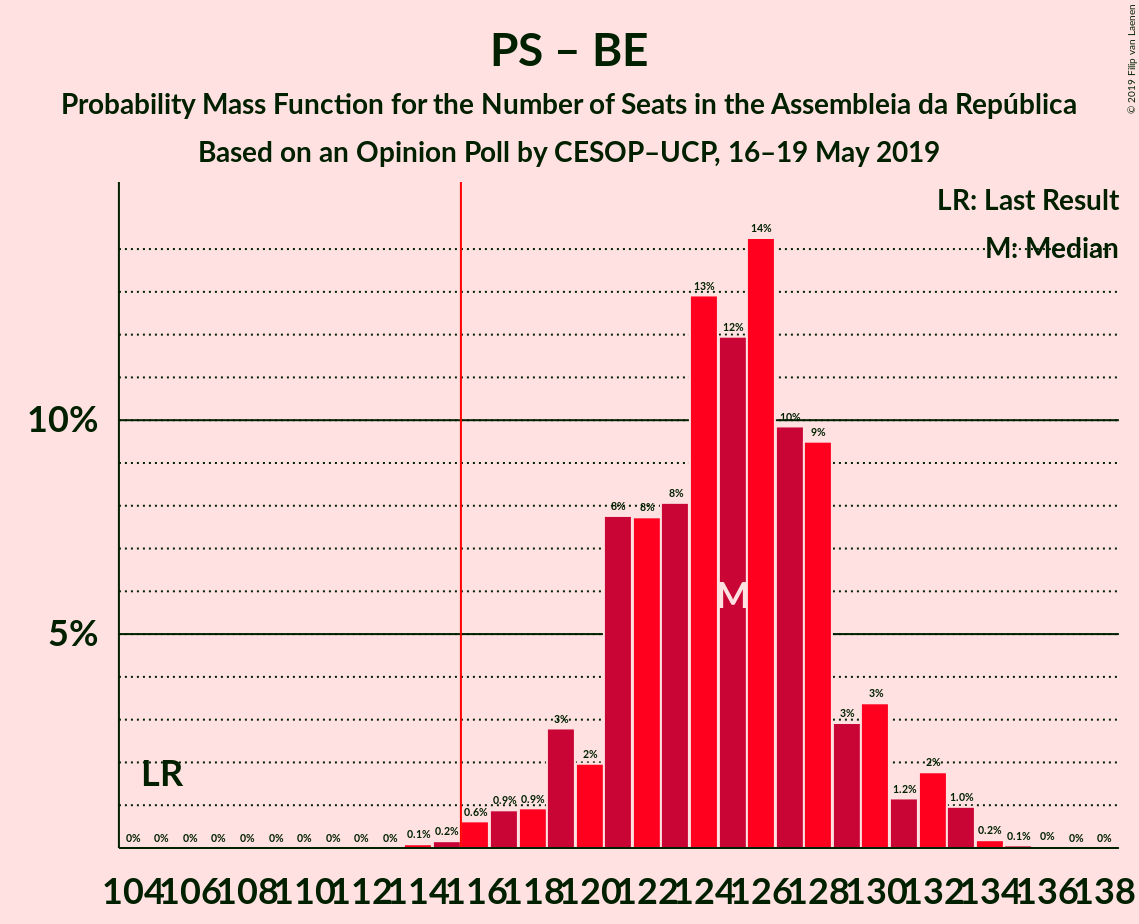 PS – BE
Probability Mass Function for the Number of Seats in the Assembleia da República
Based on an Opinion Poll by CESOP–UCP, 16–19 May 2019
© 2019 Filip van Laenen
LR: Last Result
M: Median
10%
5%
LR
M
0% 0% 0% 0% 0% 0% 0% 0% 0% 0% 0.1% 0.2% 0.6% 0.9% 0.9% 3% 2% 8% 8% 8% 13% 12% 14% 10% 9% 3% 3% 1.2% 2% 1.0% 0.2% 0.1% 0% 0% 0%
104 106 108 110 112 114 116 118 120 122 124 126 128 130 132 134 136 138